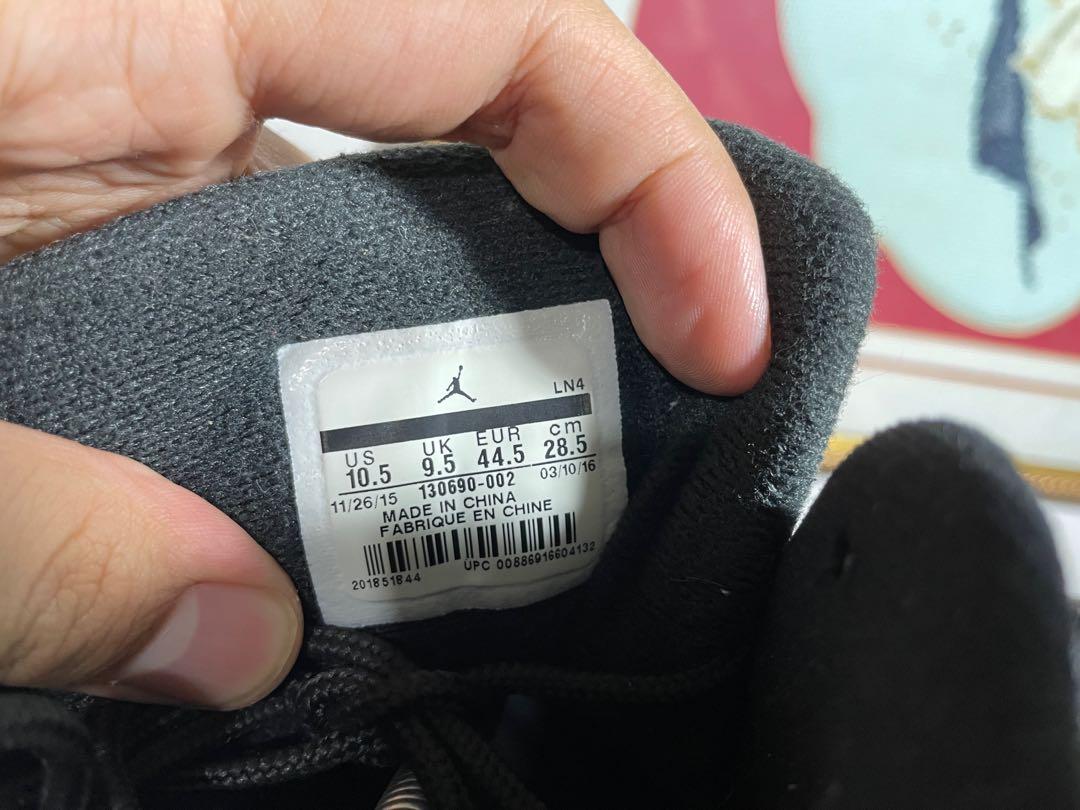 LN4
US UK EUR cm
10.5 9.5 44.5 28.5
11/26/15 130690-002 03/10/16
MADE IN CHINA
FABRIQUE EN CHINE
201851844 UPC 00886916604132